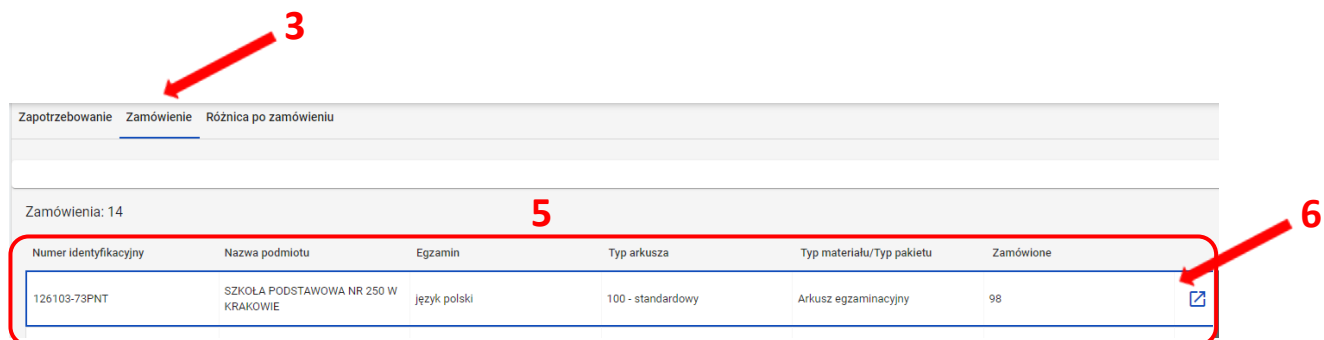 3
Zapotrzebowanie Zamówienie Różnica po zamówieniu
Zamówienia: 14
5
6
Numer identyfikacyjny Nazwa podmiotu Egzamin Typ arkusza Typ materiału/Typ pakietu Zamówione
126103-73PNT SZKOŁA PODSTAWOWA NR 250 W KRAKOWIE język polski 100 - standardowy Arkusz egzaminacyjny 98